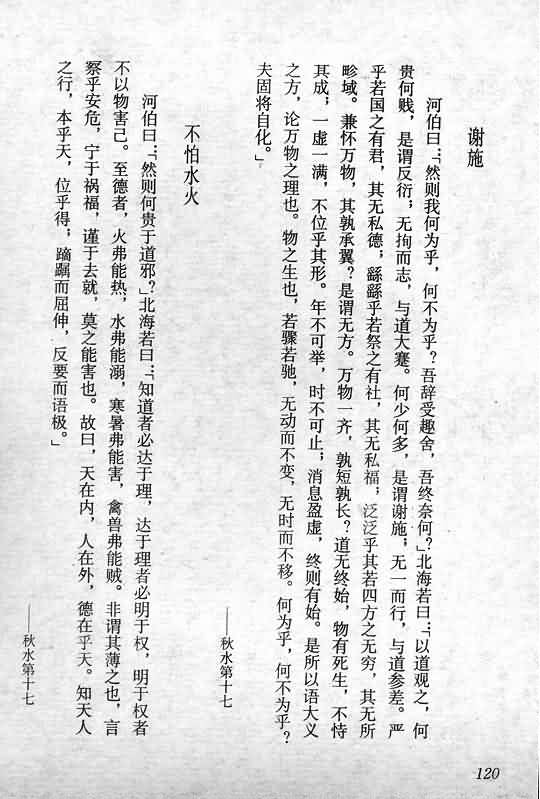 谢施
河伯曰：“然则我何为乎，何不为乎？吾辞受趣舍，吾终奈何？”北海若曰：“以道观之，何
贵何贱，是谓反衍；无拘而志，与道大蹇。何少何多，是谓谢施；无一而行，与道参差。严
乎若国之有君，其无私德；繇繇乎若祭之有社，其无私福；泛泛乎其若四方之无穷，其无所
畛域。兼怀万物，其孰承翼？是谓无方。万物一齐，孰短孰长？道无终始，物有死生，不恃
其成；一虚一满，不位乎其形。年不可举，时不可止；消息盈虚，终则有始。是所以语大义
之方，论万物之理也。物之生也，若骤若驰，无动而不变，无时而不移。何为乎，何不为乎？
夫固将自化。”
——秋水第十七
不怕水火
河伯曰：“然则何贵于道邪？”北海若曰：“知道者必达于理，达于理者必明于权，明于权者
不以物害己。至德者，火弗能热，水弗能溺，寒暑弗能害，禽兽弗能贼。非谓其薄之也，言
察乎安危，宁于祸福，谨于去就，莫之能害也。故曰，天在内，人在外，德在乎天。知天人
之行，本乎天，位乎得；蹢躅而屈伸，反要而语极。”
——秋水第十七
120